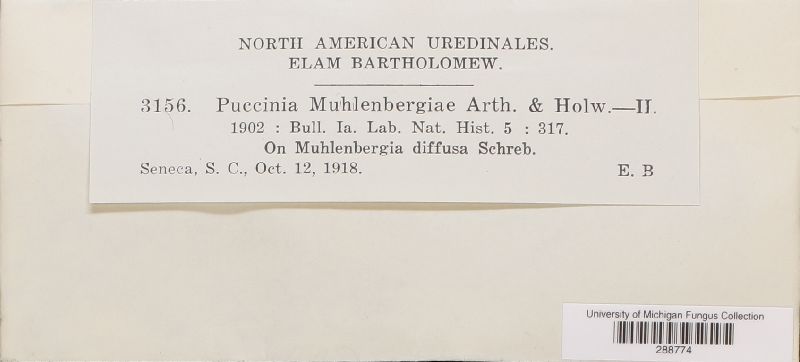 NORTH AMERICAN UREDINALES.
ELAM BARTHOLOMEW.
3156. Puccinia Muhlenbergiae Arth. & Holw.—II.
1902 : Bull. Ia. Lab. Nat. Hist. 5 : 317.
On Muhlenbergia diffusa Schreb.
Seneca, S. C., Oct. 12, 1918. E. B
University of Michigan Fungus Collection
288774